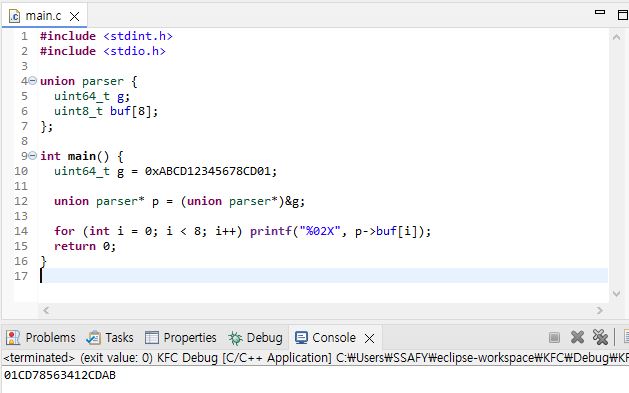 main.c
1 #include <stdint.h>
2 #include <stdio.h>
3
4 union parser {
5   uint64_t g;
6   uint8_t buf[8];
7 };
8
9 int main() {
10   uint64_t g = 0xABCD12345678CD01;
11
12   union parser* p = (union parser*)&g;
13
14   for (int i = 0; i < 8; i++) printf("%02X", p->buf[i]);
15   return 0;
16 }
17
Problems Tasks Properties Debug Console
<terminated> (exit value: 0) KFC Debug [C/C++ Application] C:₩Users₩SSAFY₩eclipse-workspace₩KFC₩Debug₩KF
01CD78563412CDAB